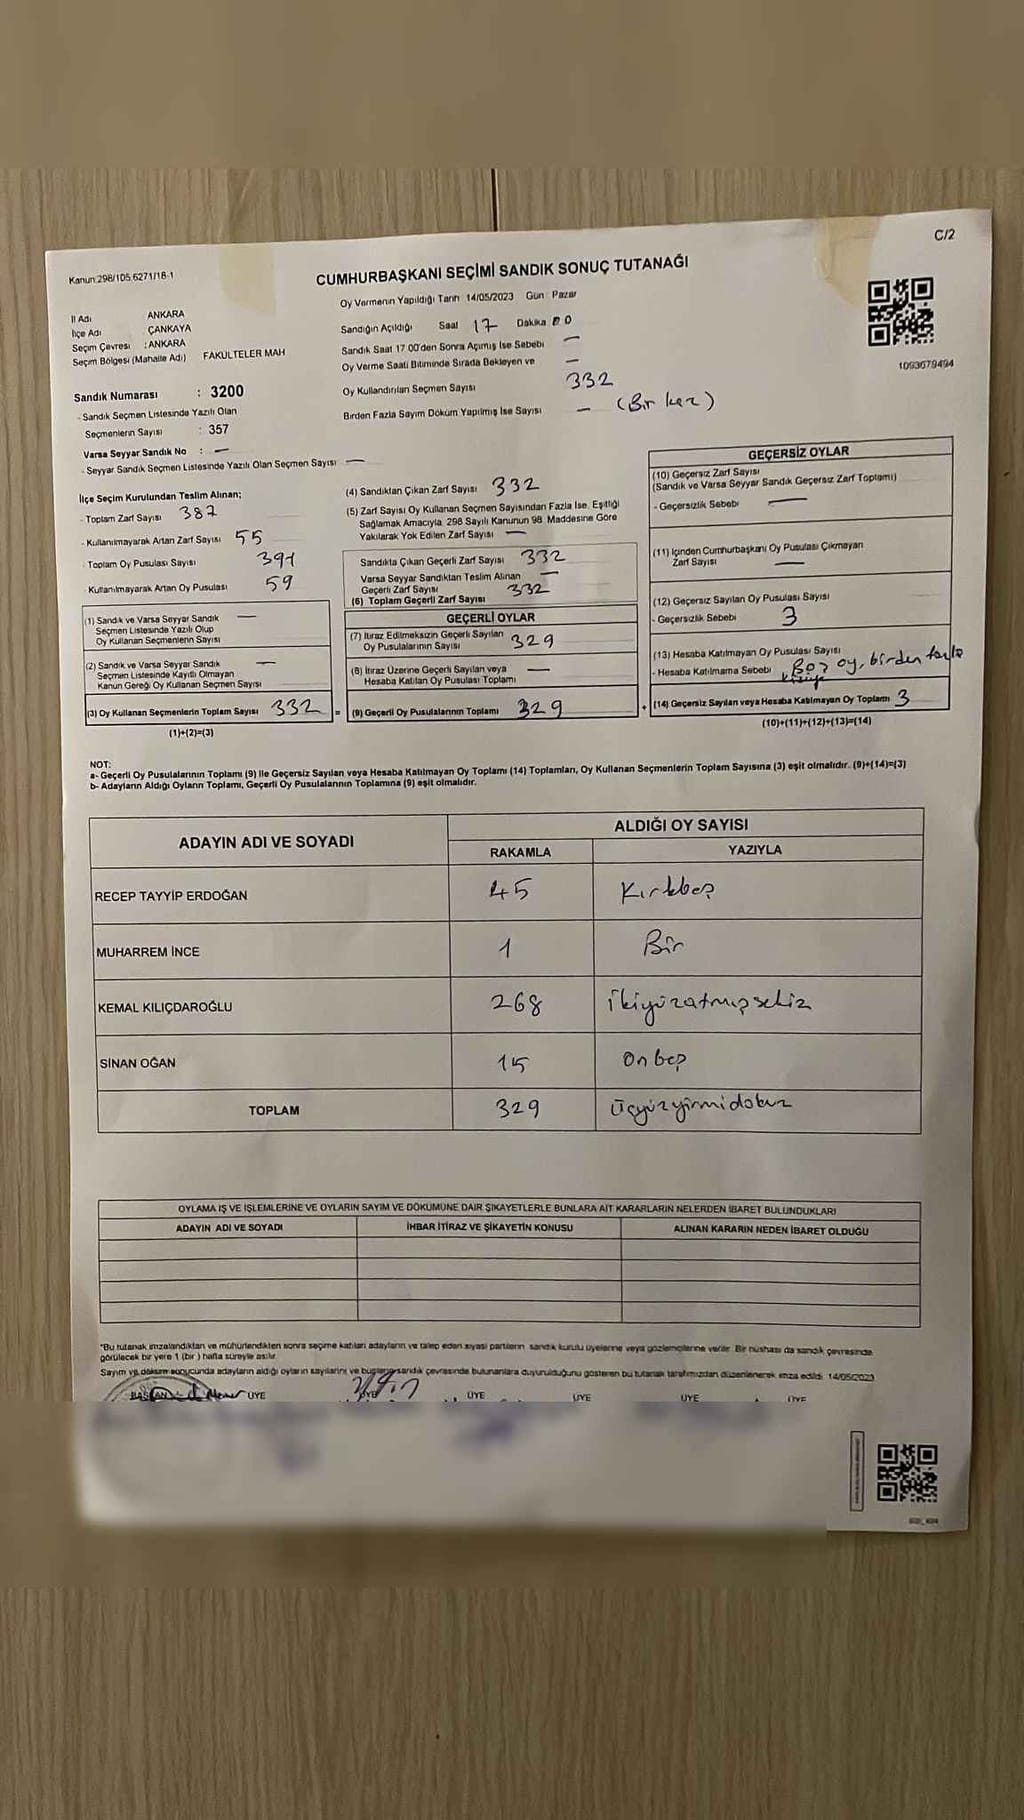 C/2
Kanun 298/105 6271/18-1
CUMHURBAŞKANI SEÇİMİ SANDIK SONUÇ TUTANAĞI
Oy Vermenin Yapıldığı Tarih 14/05/2023 Gün : Pazar
İl Adı ANKARA
İlçe Adı ÇANKAYA
Seçim Çevresi : ANKARA
Seçim Bölgesi (Mahalle Adı) FAKÜLTELER MAH
Sandık Numarası : 3200
- Sandık Seçmen Listesinde Yazılı Olan
Seçmenlerin Sayısı : 357
Varsa Seyyar Sandık No : —
- Seyyar Sandık Seçmen Listesinde Yazılı Olan Seçmen Sayısı —
Sandığın Açıldığı Saat 17 Dakika 00
Sandık Saat 17 00'den Sonra Açımış İse Sebebi —
Oy Verme Saati Bitiminde Sırada Bekleyen ve —
Oy Kullandırılan Seçmen Sayısı 332
Birden Fazla Sayım Döküm Yapılmış İse Sayısı — (Bir kez)
1093679494
İlçe Seçim Kurulundan Teslim Alınan;
- Toplam Zarf Sayısı 387
- Kullanılmayarak Artan Zarf Sayısı 55
Toplam Oy Pusulası Sayısı 391
- Kullanılmayarak Artan Oy Pusulası 59
(1) Sandık ve Varsa Seyyar Sandık —
Seçmen Listesinde Yazılı Olup
Oy Kullanan Seçmenlerin Sayısı
(2) Sandık ve Varsa Seyyar Sandık —
Seçmen Listesinde Kayıtlı Olmayan
Kanun Gereği Oy Kullanan Seçmen Sayısı
(3) Oy Kullanan Seçmenlerin Toplam Sayısı 332 =
(1)+(2)=(3)
(4) Sandıktan Çıkan Zarf Sayısı 332
(5) Zarf Sayısı Oy Kullanan Seçmen Sayısından Fazla İse, Eşitliği
Sağlamak Amacıyla, 298 Sayılı Kanunun 98. Maddesine Göre
Yakılarak Yok Edilen Zarf Sayısı —
Sandıkta Çıkan Geçerli Zarf Sayısı 332
Varsa Seyyar Sandıktan Teslim Alınan —
Geçerli Zarf Sayısı
(6) Toplam Geçerli Zarf Sayısı 332
GEÇERLİ OYLAR
(7) İtiraz Edilmeksizin Geçerli Sayılan
Oy Pusulalarının Sayısı 329
(8) İtiraz Üzerine Geçerli Sayılan veya —
Hesaba Katılan Oy Pusulası Toplamı
(9) Geçerli Oy Pusulalarının Toplamı 329 +
GEÇERSİZ OYLAR
(10) Geçersiz Zarf Sayısı
(Sandık ve Varsa Seyyar Sandık Geçersiz Zarf Toplamı)
- Geçersizlik Sebebi —
(11) İçinden Cumhurbaşkanı Oy Pusulası Çıkmayan
Zarf Sayısı —
(12) Geçersiz Sayılan Oy Pusulası Sayısı
- Geçersizlik Sebebi 3
(13) Hesaba Katılmayan Oy Pusulası Sayısı
- Hesaba Katılmama Sebebi Boş oy, birden fazla
(14) Geçersiz Sayılan veya Hesaba Katılmayan Oy Toplamı 3
(10)+(11)+(12)+(13)=(14)
NOT:
a- Geçerli Oy Pusulalarının Toplamı (9) ile Geçersiz Sayılan veya Hesaba Katılmayan Oy Toplamı (14) Toplamları, Oy Kullanan Seçmenlerin Toplam Sayısına (3) eşit olmalıdır. (9)+(14)=(3)
b- Adayların Aldığı Oyların Toplamı, Geçerli Oy Pusulalarının Toplamına (9) eşit olmalıdır.
ADAYIN ADI VE SOYADI
ALDIĞI OY SAYISI
RAKAMLA YAZIYLA
RECEP TAYYİP ERDOĞAN 45 Kırkbeş
MUHARREM İNCE 1 Bir
KEMAL KILIÇDAROĞLU 268 İkiyüzatmışsekiz
SİNAN OĞAN 15 Onbeş
TOPLAM 329 Üçyüzyirmidokuz
OYLAMA İŞ VE İŞLEMLERİNE VE OYLARIN SAYIM VE DÖKÜMÜNE DAİR ŞİKAYETLERLE BUNLARA AİT KARARLARIN NELERDEN İBARET BULUNDUKLARI
ADAYIN ADI VE SOYADI İHBAR İTİRAZ VE ŞİKAYETİN KONUSU ALINAN KARARIN NEDEN İBARET OLDUĞU
*Bu tutanak imzalandıktan ve mühürlendikten sonra seçime katılan adayların ve talep eden siyasi partilerin sandık kurulu üyelerine veya gözlemcilerine verilir. Bir nüshası da sandık çevresinde
görülecek bir yere 1 (bir ) hafta süreyle asılır.
Sayım ve döküm sonucunda adayların aldığı oyların sayılarını ve bunların sandık çevresinde bulunanlara duyurulduğunu gösteren bu tutanak tarafımızdan düzenlenerek imza edildi. 14/05/2023
BAŞKAN ÜYE ÜYE ÜYE ÜYE ÜYE ÜYE